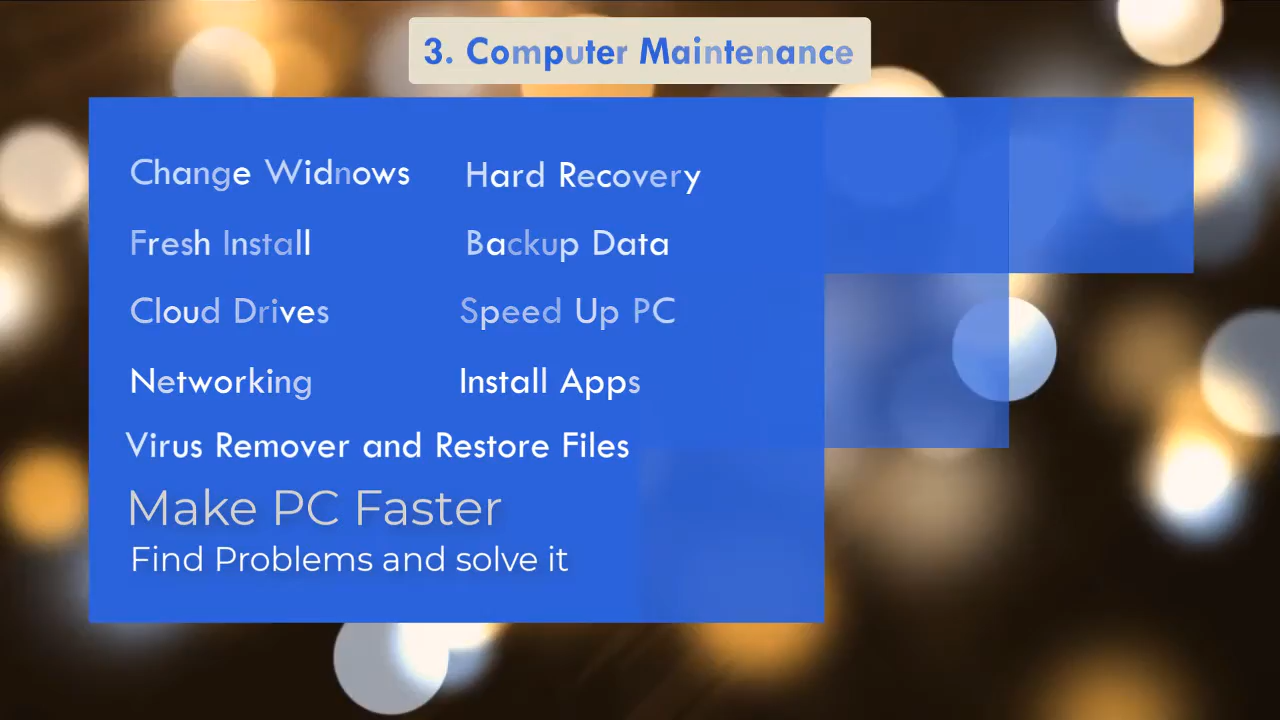 3. Computer Maintenance
Change Widnows
Hard Recovery
Fresh Install
Backup Data
Cloud Drives
Speed Up PC
Networking
Install Apps
Virus Remover and Restore Files
Make PC Faster
Find Problems and solve it